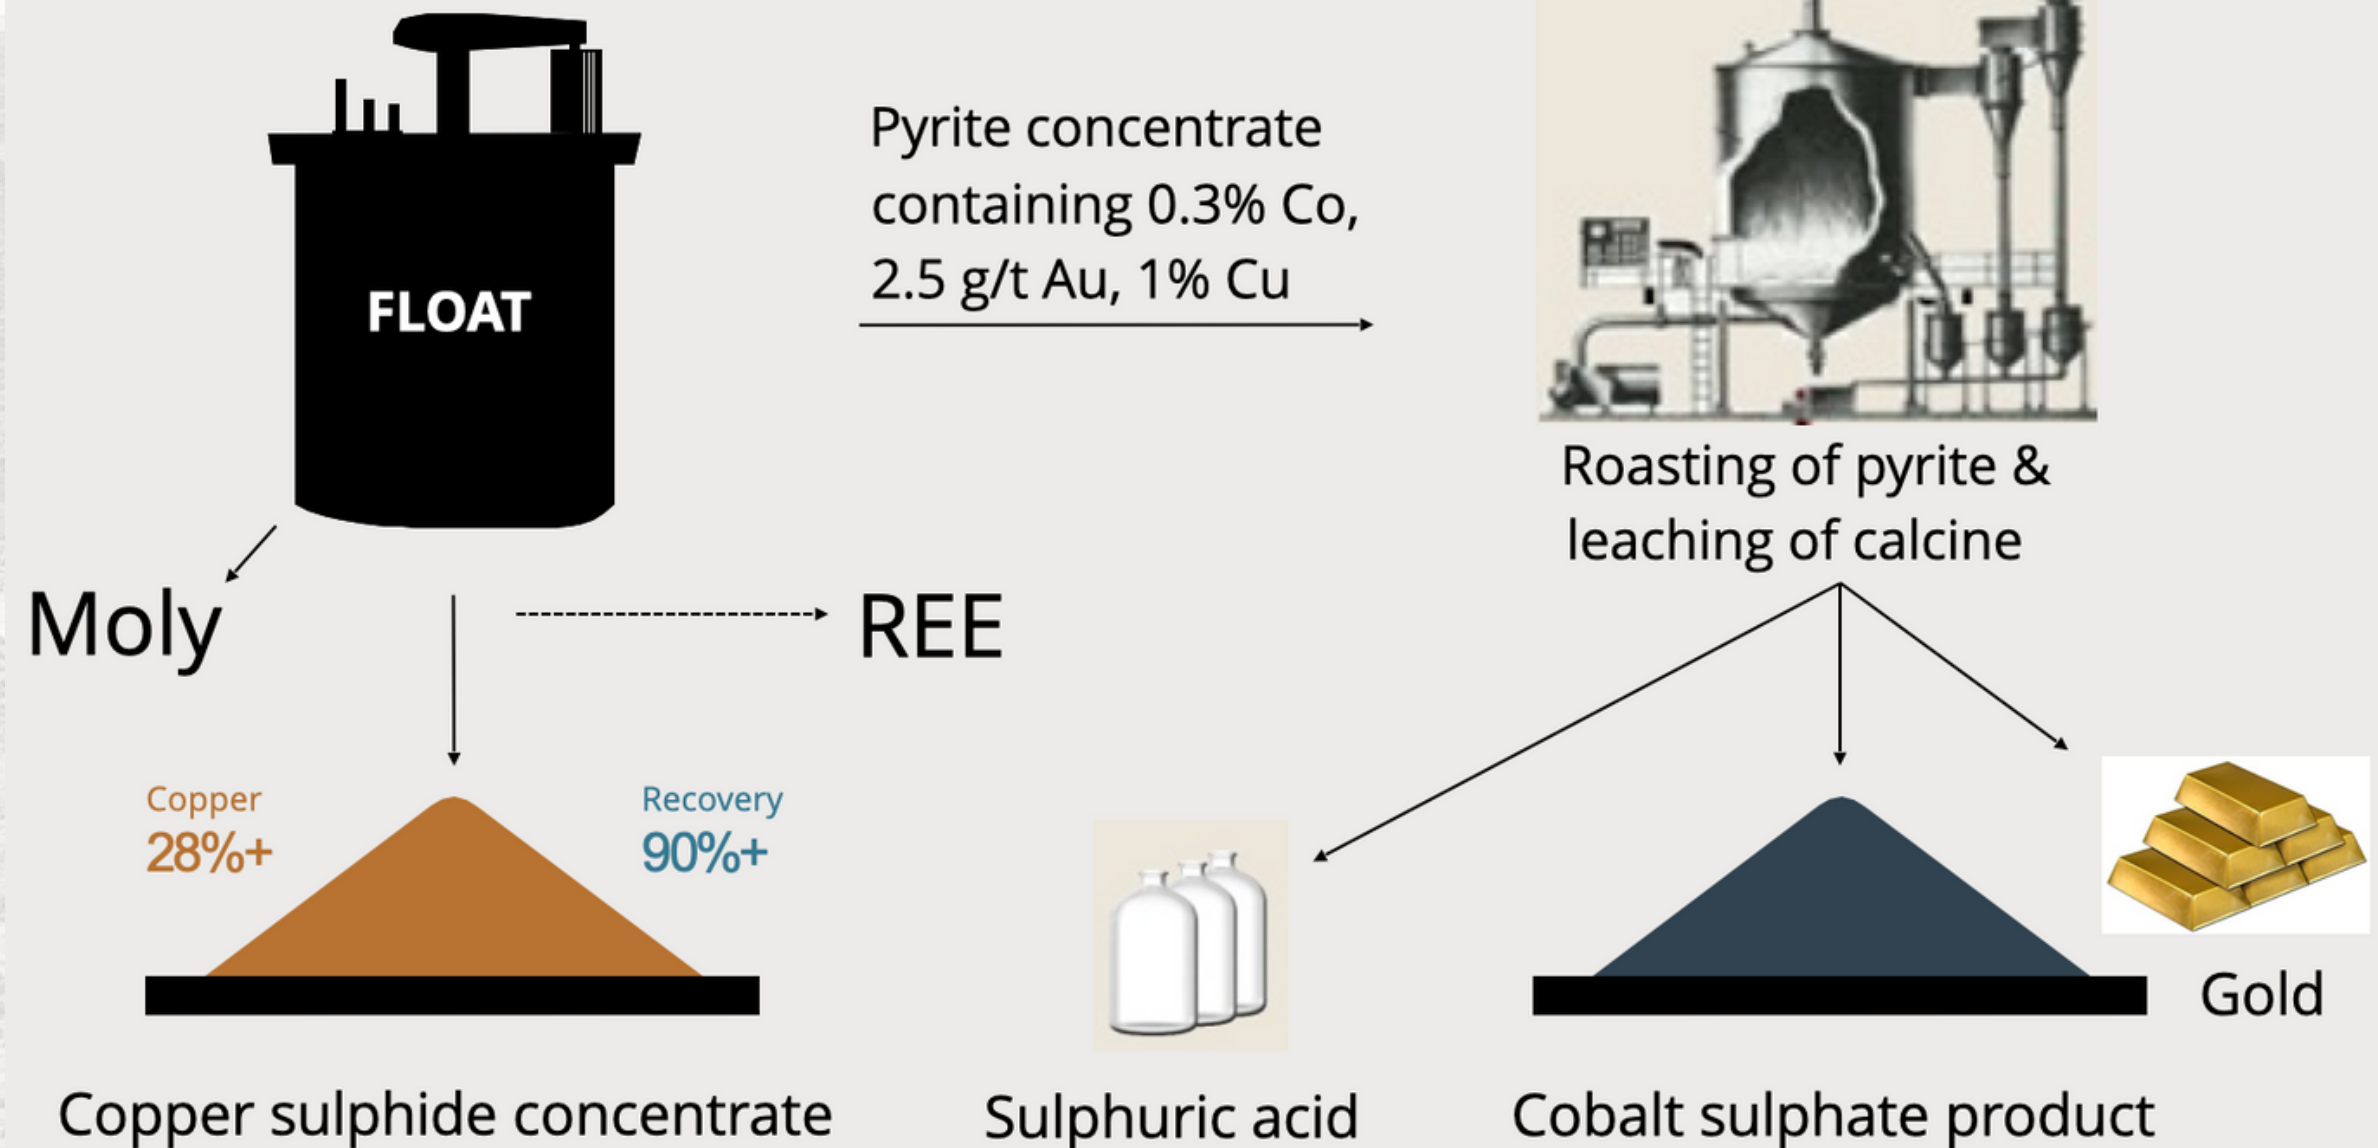 FLOAT
Pyrite concentrate
containing 0.3% Co,
2.5 g/t Au, 1% Cu
Roasting of pyrite &
leaching of calcine
Moly
REE
Copper
28%+
Recovery
90%+
Gold
Copper sulphide concentrate
Sulphuric acid
Cobalt sulphate product